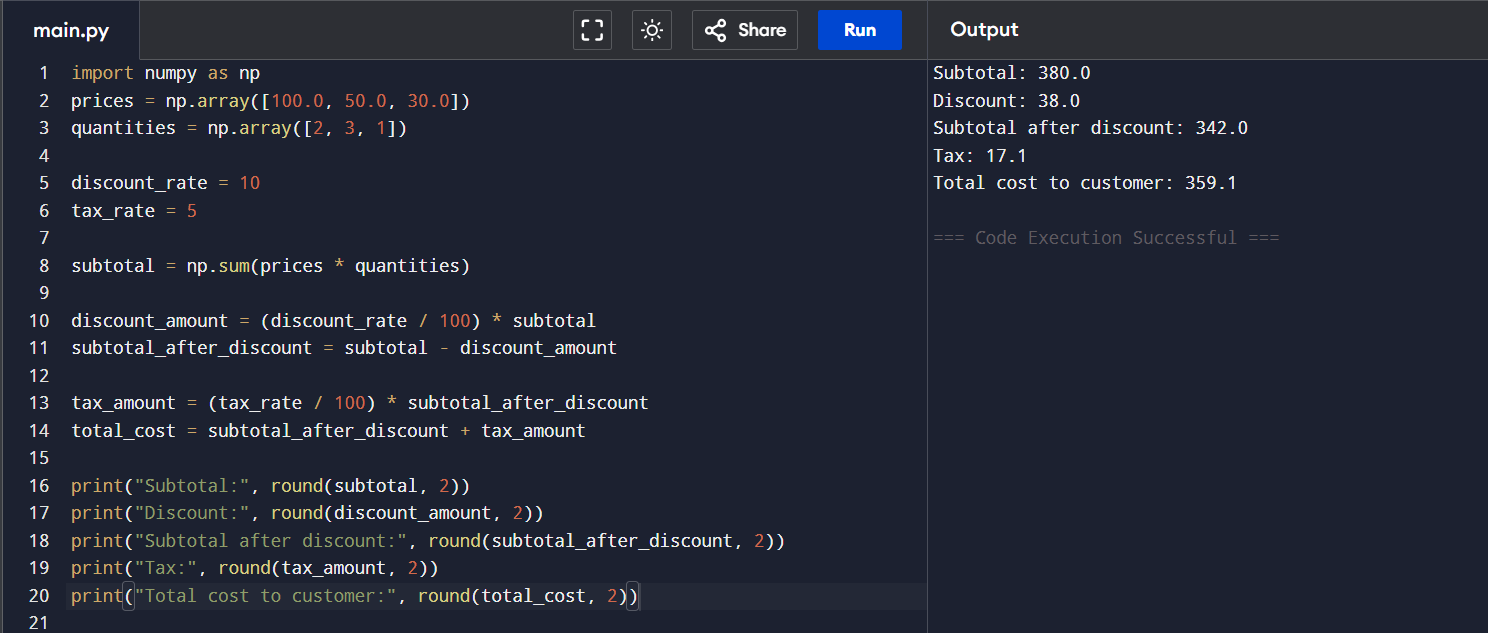 main.py
Share
Run
Output
1 import numpy as np
2 prices = np.array([100.0, 50.0, 30.0])
3 quantities = np.array([2, 3, 1])
4
5 discount_rate = 10
6 tax_rate = 5
7
8 subtotal = np.sum(prices * quantities)
9
10 discount_amount = (discount_rate / 100) * subtotal
11 subtotal_after_discount = subtotal - discount_amount
12
13 tax_amount = (tax_rate / 100) * subtotal_after_discount
14 total_cost = subtotal_after_discount + tax_amount
15
16 print("Subtotal:", round(subtotal, 2))
17 print("Discount:", round(discount_amount, 2))
18 print("Subtotal after discount:", round(subtotal_after_discount, 2))
19 print("Tax:", round(tax_amount, 2))
20 print("Total cost to customer:", round(total_cost, 2))
21
Subtotal: 380.0
Discount: 38.0
Subtotal after discount: 342.0
Tax: 17.1
Total cost to customer: 359.1
=== Code Execution Successful ===